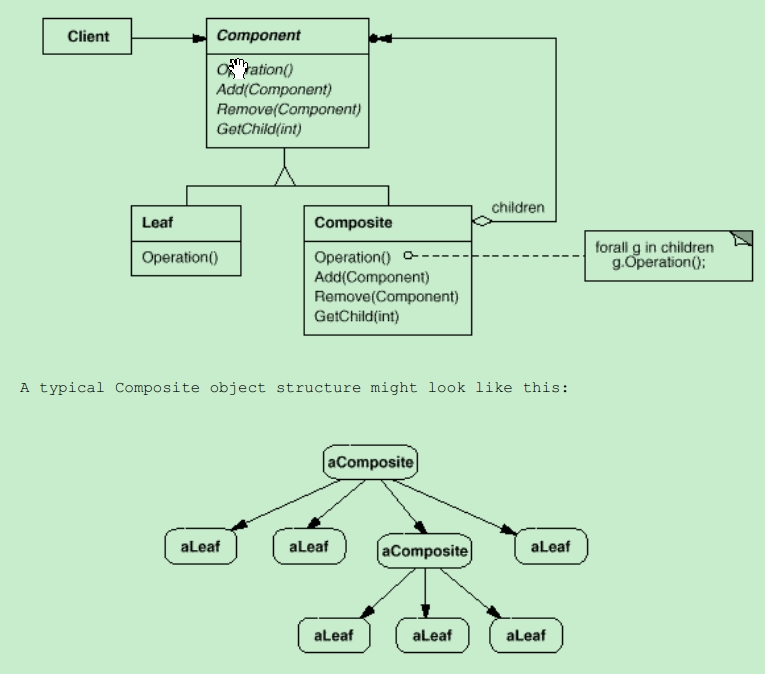 Client
Component
Operation()
Add(Component)
Remove(Component)
GetChild(int)
children
Leaf
Operation()
Composite
Operation()
Add(Component)
Remove(Component)
GetChild(int)
forall g in children
g.Operation();
A typical Composite object structure might look like this:
aComposite
aLeaf
aLeaf
aComposite
aLeaf
aLeaf
aLeaf
aLeaf